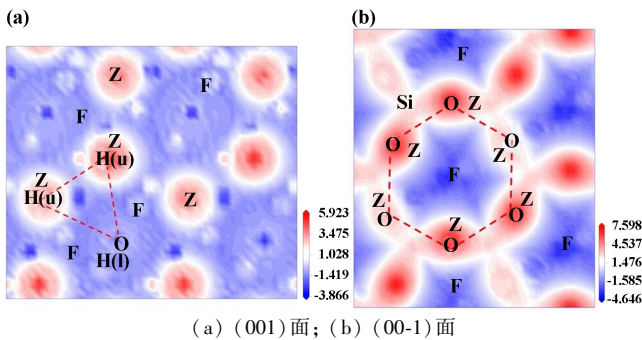 (a)
Z
F
F
Z
H(u)
Z
H(u)
F
Z
F
O
H(l)
5.923
3.475
1.028
-1.419
-3.866
(b)
F
Si
O Z
O
Z
O
Z
F
Z
O
Z
O
Z
O
F
F
7.598
4.537
1.476
-1.585
-4.646
(a) (001)面; (b) (00-1)面